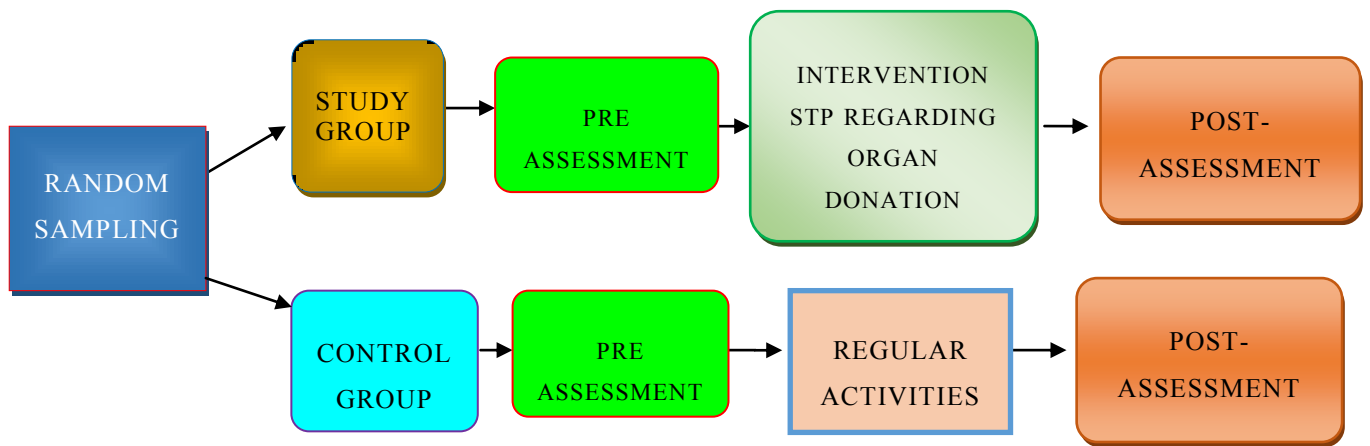 RANDOM
SAMPLING
STUDY
GROUP
PRE
ASSESSMENT
INTERVENTION
STP REGARDING
ORGAN
DONATION
POST-
ASSESSMENT
CONTROL
GROUP
PRE
ASSESSMENT
REGULAR
ACTIVITIES
POST-
ASSESSMENT